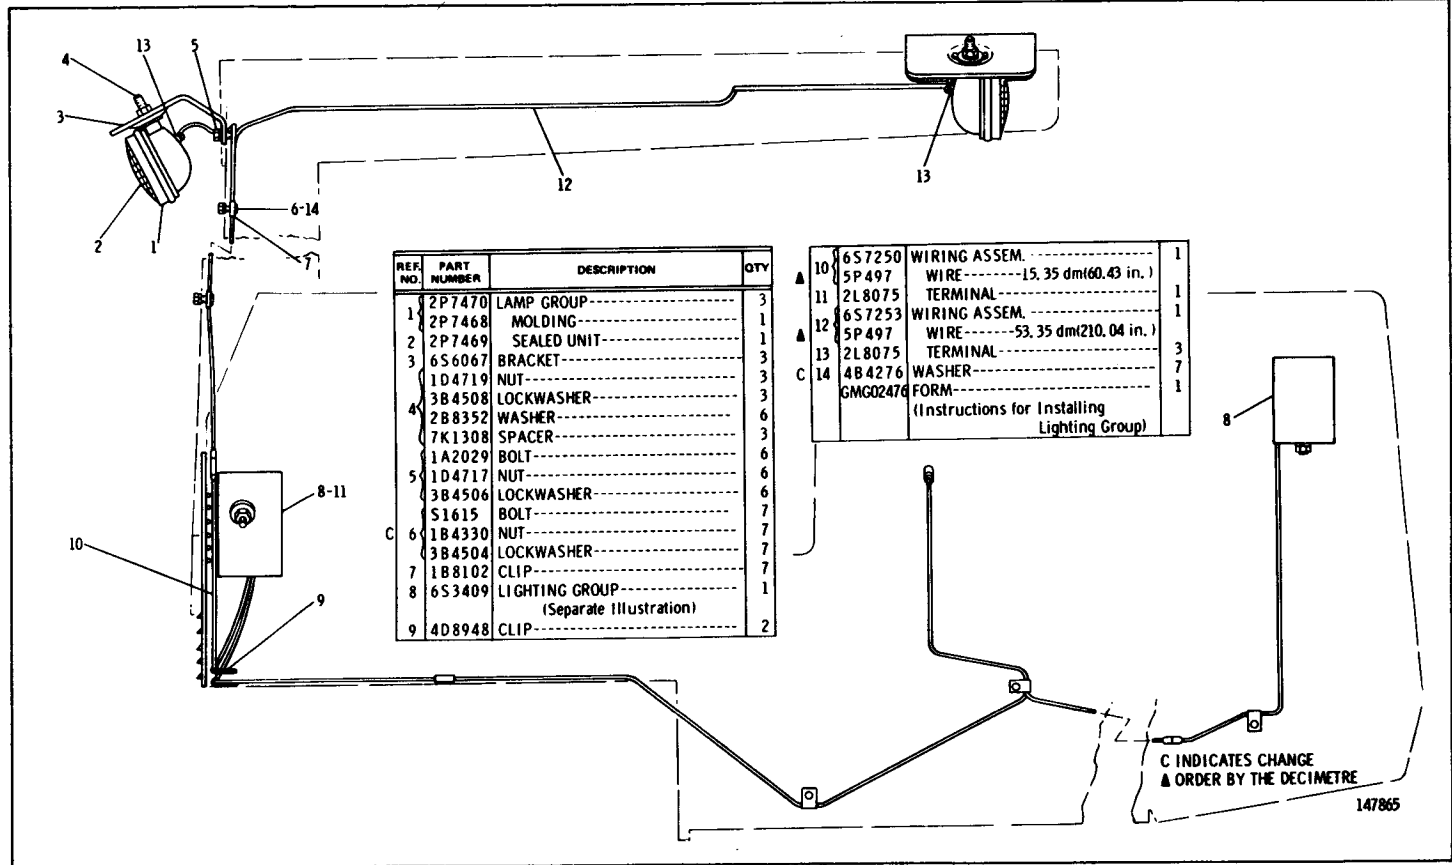 13
5
4
3
2
1
12
13
6-14
7
REF. NO. PART NUMBER DESCRIPTION QTY
1 2P7470 LAMP GROUP 3
2P7468 MOLDING 1
2 2P7469 SEALED UNIT 1
3 6S6067 BRACKET 3
4 1D4719 NUT 3
3B4508 LOCKWASHER 3
2B8352 WASHER 6
7K1308 SPACER 3
5 1A2029 BOLT 6
1D4717 NUT 6
3B4506 LOCKWASHER 6
C 6 S1615 BOLT 7
1B4330 NUT 7
3B4504 LOCKWASHER 7
7 1B8102 CLIP 7
8 6S3409 LIGHTING GROUP 1
(Separate Illustration)
9 4D8948 CLIP 2
10 6S7250 WIRING ASSEM. 1
▲ 5P497 WIRE 15.35 dm(60.43 in.)
11 2L8075 TERMINAL 1
12 6S7253 WIRING ASSEM. 1
▲ 5P497 WIRE 53.35 dm(210.04 in.)
13 2L8075 TERMINAL 3
C 14 4B4276 WASHER 7
GMG02476 FORM 1
(Instructions for Installing
Lighting Group)
8
8-11
10
9
C INDICATES CHANGE
▲ ORDER BY THE DECIMETRE
147865